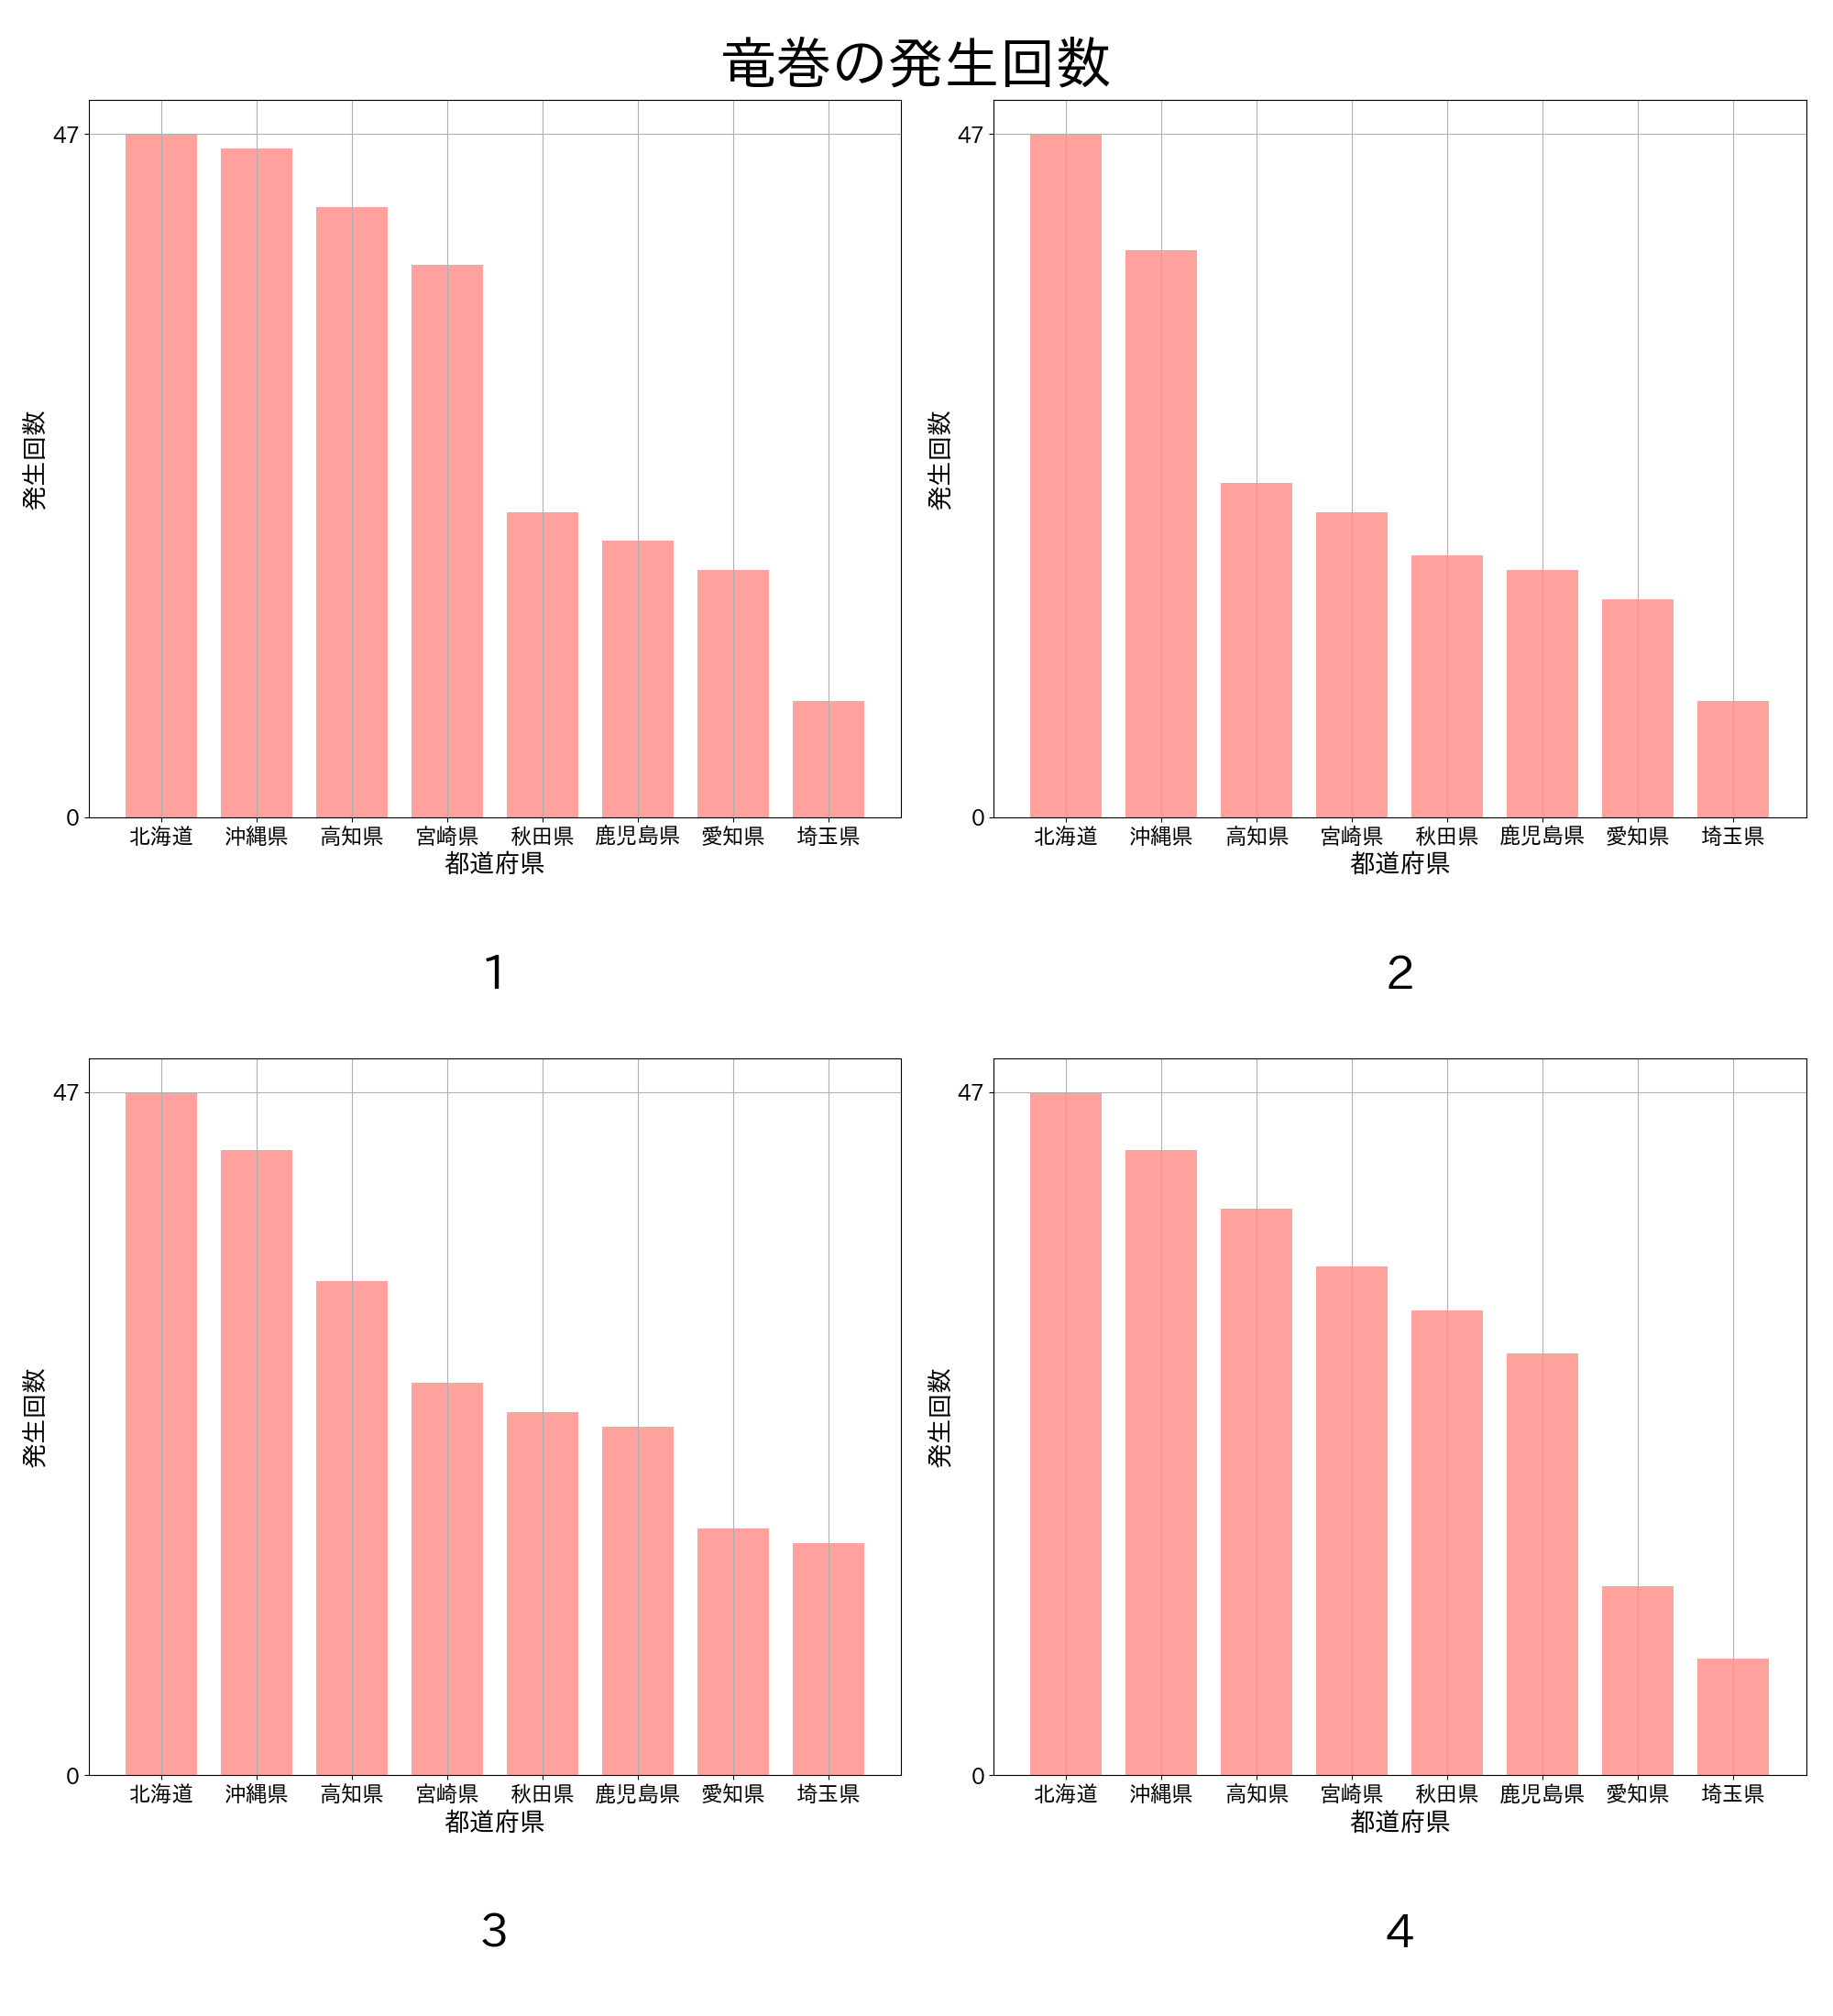 竜巻の発生回数
47
0
発生回数
北海道 沖縄県 高知県 宮崎県 秋田県 鹿児島県 愛知県 埼玉県
都道府県
1
47
0
発生回数
北海道 沖縄県 高知県 宮崎県 秋田県 鹿児島県 愛知県 埼玉県
都道府県
2
47
0
発生回数
北海道 沖縄県 高知県 宮崎県 秋田県 鹿児島県 愛知県 埼玉県
都道府県
3
47
0
発生回数
北海道 沖縄県 高知県 宮崎県 秋田県 鹿児島県 愛知県 埼玉県
都道府県
4